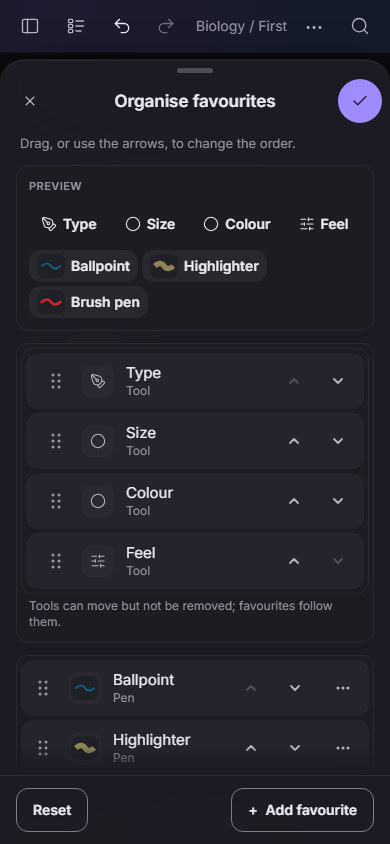 Biology / First
Organise favourites
Drag, or use the arrows, to change the order.
PREVIEW
Type Size Colour Feel
Ballpoint Highlighter
Brush pen
Type
Tool
Size
Tool
Colour
Tool
Feel
Tool
Tools can move but not be removed; favourites follow
them.
Ballpoint
Pen
Highlighter
Pen
Reset + Add favourite